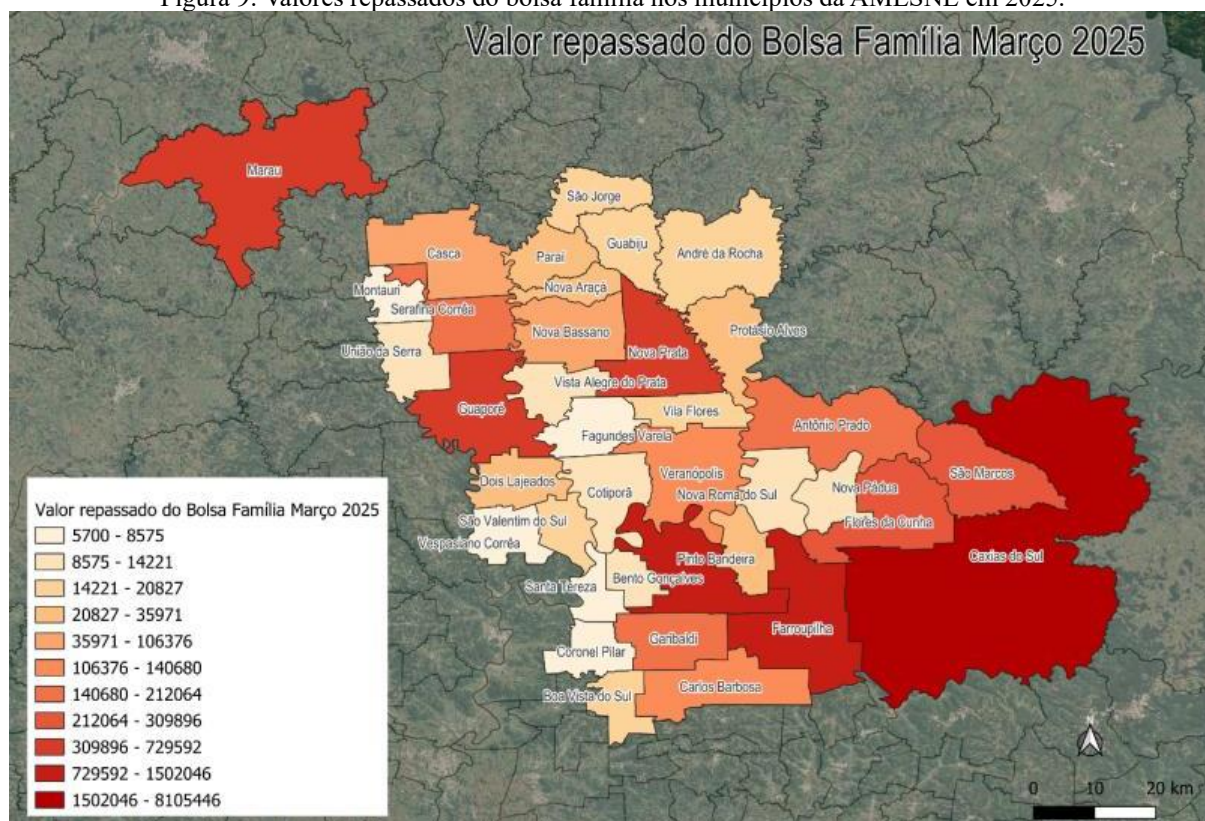 Figura 9: Valores repassados do bolsa família nos municípios da AMESNE em 2025.
Valor repassado do Bolsa Família Março 2025
Marau
São Jorge
Guabiju
André da Rocha
Casca
Paraí
Nova Araçá
Montauri
Serafina Corrêa
Nova Bassano
Protásio Alves
União da Serra
Nova Prata
Vista Alegre do Prata
Guaporé
Vila Flores
Fagundes Varela
Antônio Prado
Dois Lajeados
Cotiporã
Veranópolis
São Marcos
Nova Pádua
Nova Roma do Sul
São Valentim do Sul
Flores da Cunha
Vespasiano Corrêa
Pinto Bandeira
Caxias do Sul
Santa Tereza
Bento Gonçalves
Farroupilha
Garibaldi
Coronel Pilar
Carlos Barbosa
Boa Vista do Sul
Valor repassado do Bolsa Família Março 2025
5700 - 8575
8575 - 14221
14221 - 20827
20827 - 35971
35971 - 106376
106376 - 140680
140680 - 212064
212064 - 309896
309896 - 729592
729592 - 1502046
1502046 - 8105446
N
0 10 20 km